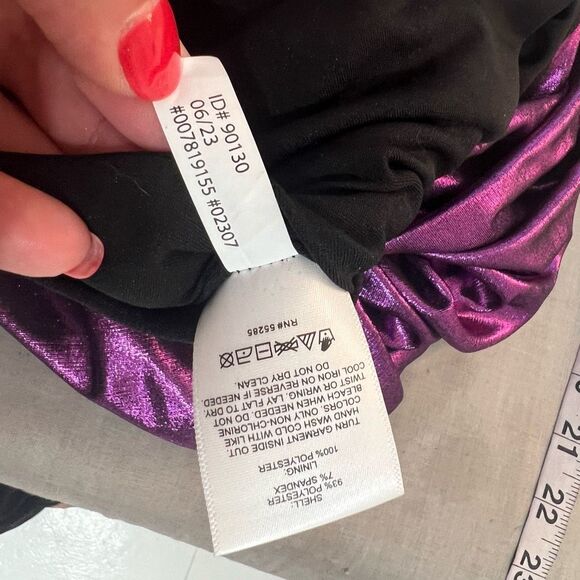 ID# 90130
06/23
#007819155 #02307
SHELL:
93% POLYESTER
7% SPANDEX
LINING:
100% POLYESTER
TURN GARMENT INSIDE OUT.
HAND WASH COLD WITH LIKE
COLORS. ONLY NON-CHLORINE
BLEACH WHEN NEEDED. DO NOT
TWIST OR WRING. LAY FLAT TO DRY.
COOL IRON ON REVERSE IF NEEDED.
DO NOT DRY CLEAN.
RN# 55285
21
22
23